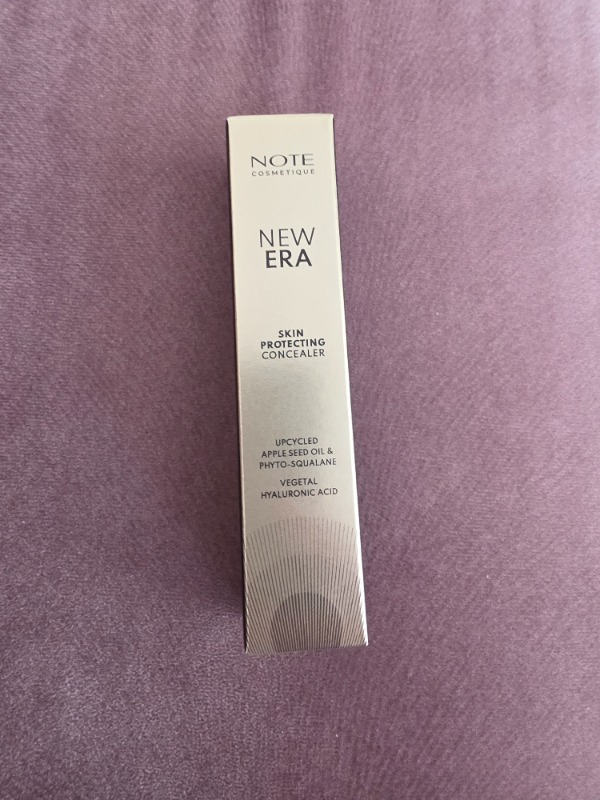 NOTE
COSMETIQUE
NEW
ERA
SKIN
PROTECTING
CONCEALER
UPCYCLED
APPLE SEED OIL &
PHYTO-SQUALANE
VEGETAL
HYALURONIC ACID